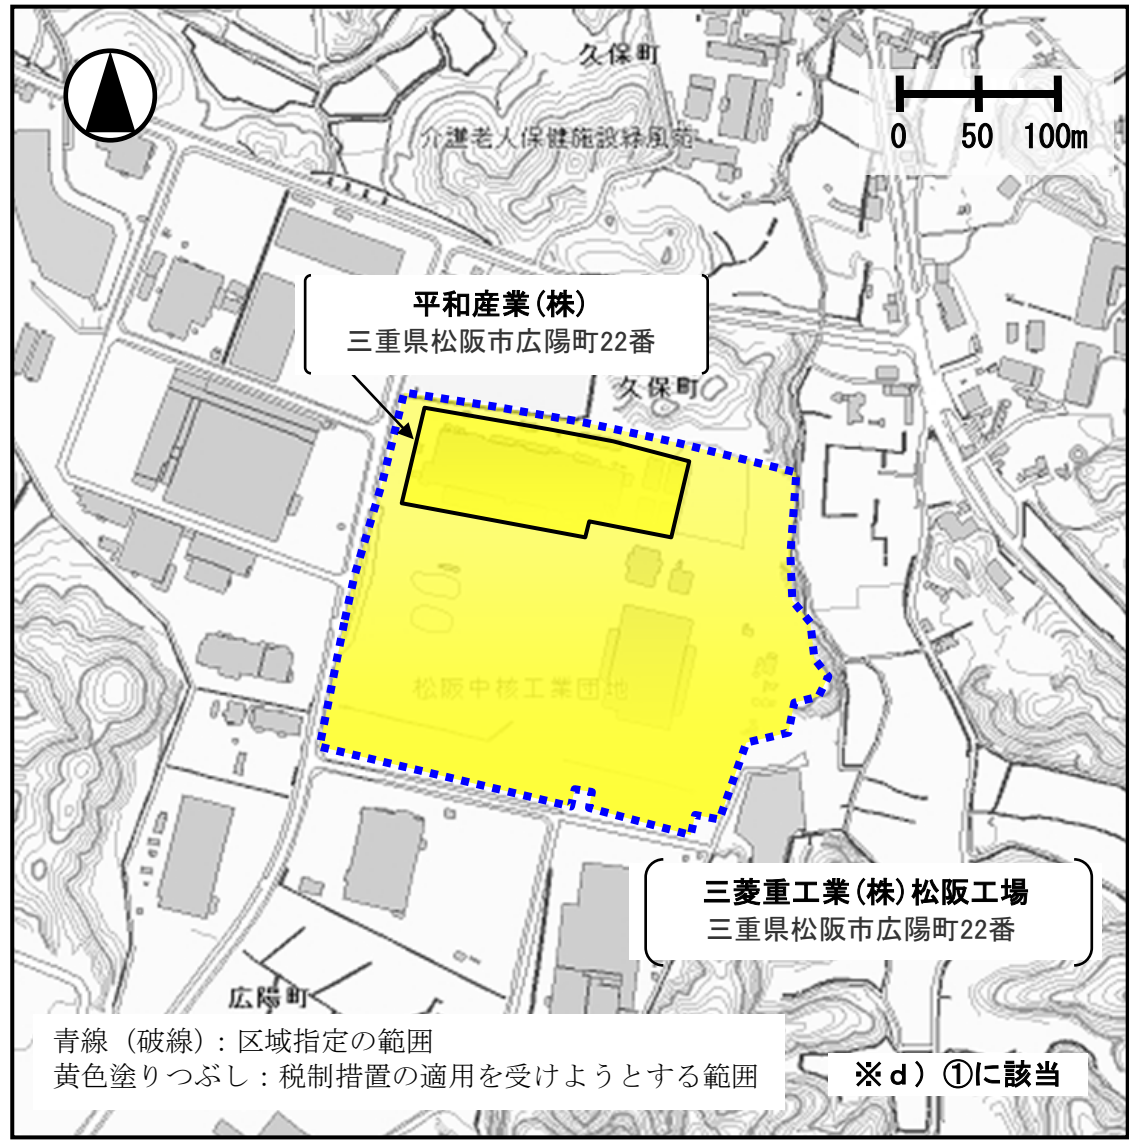 久保町
0 50 100m
介護老人保健施設緑風苑
平和産業(株)
三重県松阪市広陽町22番
久保町
松阪中核工業団地
三菱重工業(株)松阪工場
三重県松阪市広陽町22番
広陽町
青線（破線）：区域指定の範囲
黄色塗りつぶし：税制措置の適用を受けようとする範囲
※ｄ）①に該当